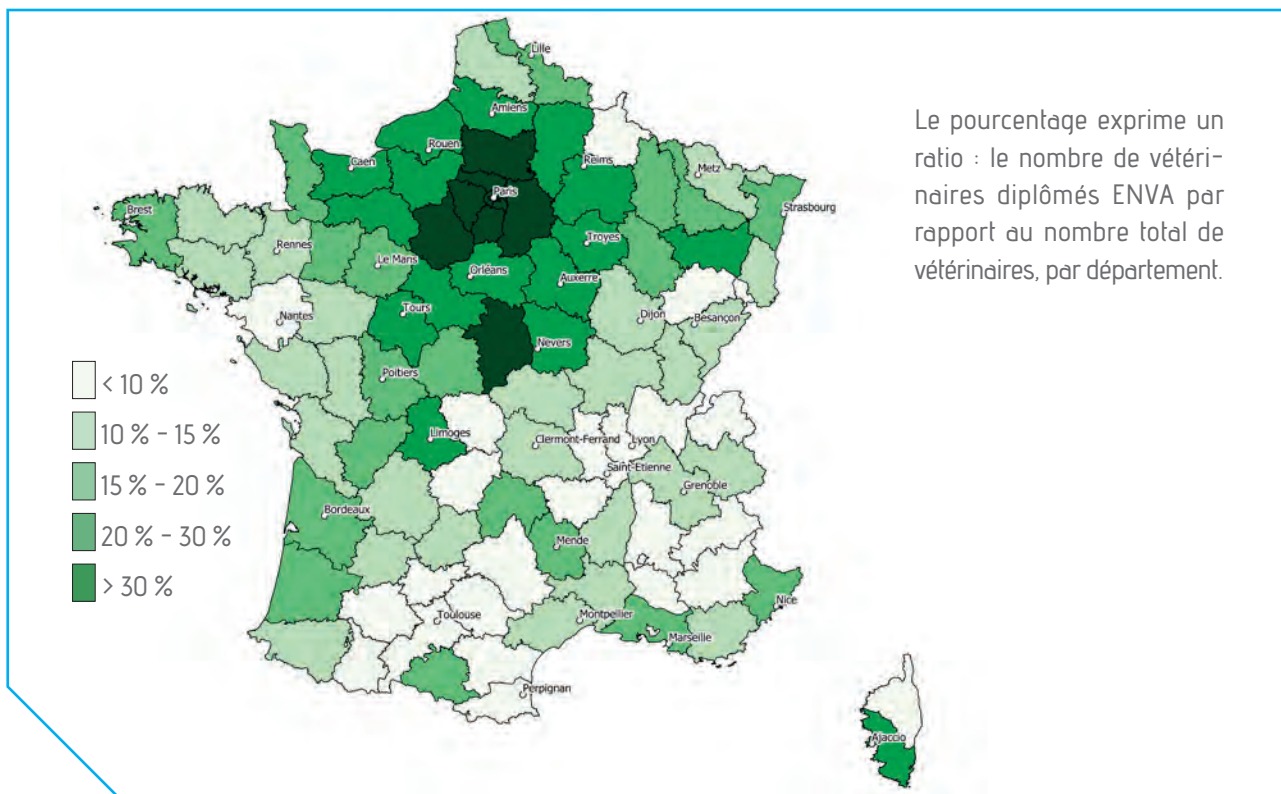 Lille
Amiens
Rouen
Caen
Reims
Metz
Paris
Strasbourg
Brest
Rennes
Le Mans
Troyes
Orléans
Auxerre
Tours
Nantes
Dijon
Besançon
Nevers
Poitiers
Limoges
Clermont-Ferrand
Lyon
Saint-Etienne
Grenoble
Bordeaux
Mende
Nice
Toulouse
Montpellier
Marseille
Perpignan
Ajaccio
< 10 %
10 % - 15 %
15 % - 20 %
20 % - 30 %
> 30 %
Le pourcentage exprime un
ratio : le nombre de vétéri-
naires diplômés ENVA par
rapport au nombre total de
vétérinaires, par département.